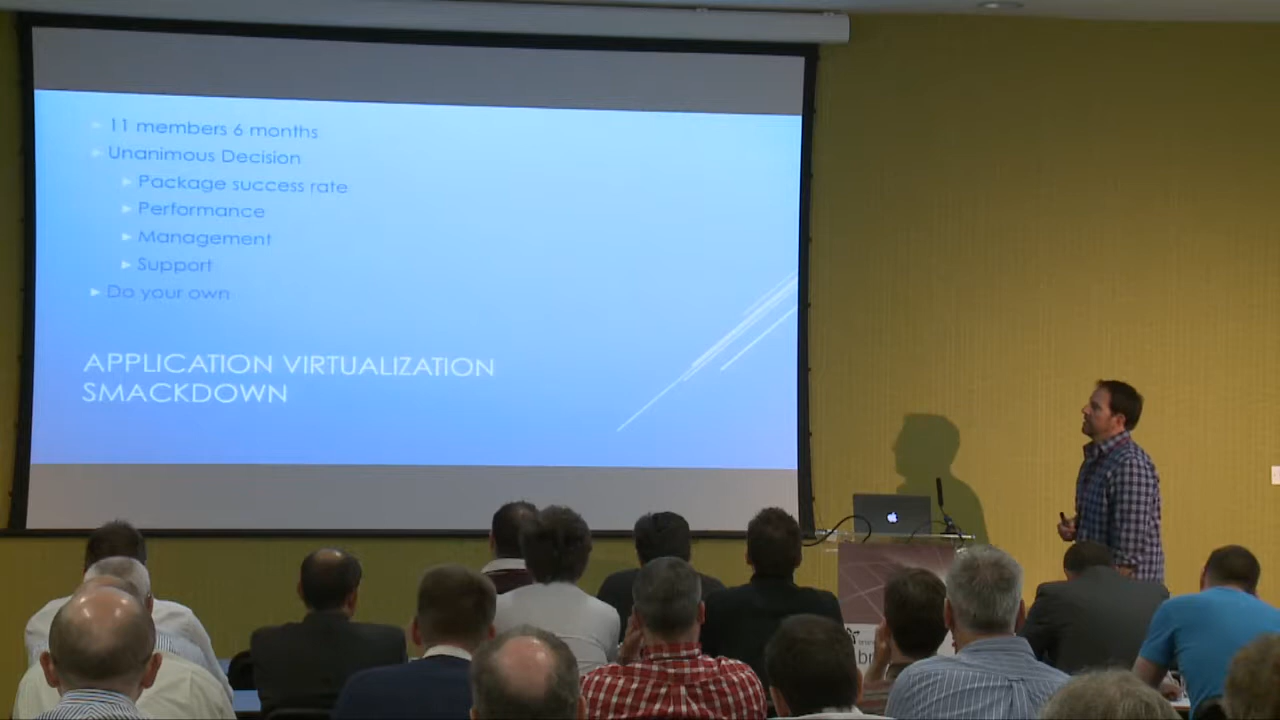 11 members 6 months
Unanimous Decision
Package success rate
Performance
Management
Support
Do your own
APPLICATION VIRTUALIZATION
SMACKDOWN